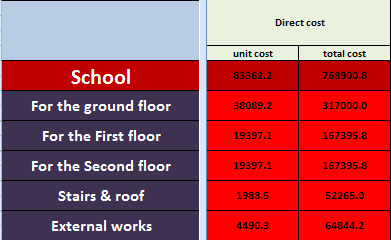 Direct cost
unit cost total cost
School 83362.2 768900.8
For the ground floor 38089.2 317000.0
For the First floor 19397.1 167395.8
For the Second floor 19397.1 167395.8
Stairs & roof 1988.5 52265.0
External works 4490.3 64844.2